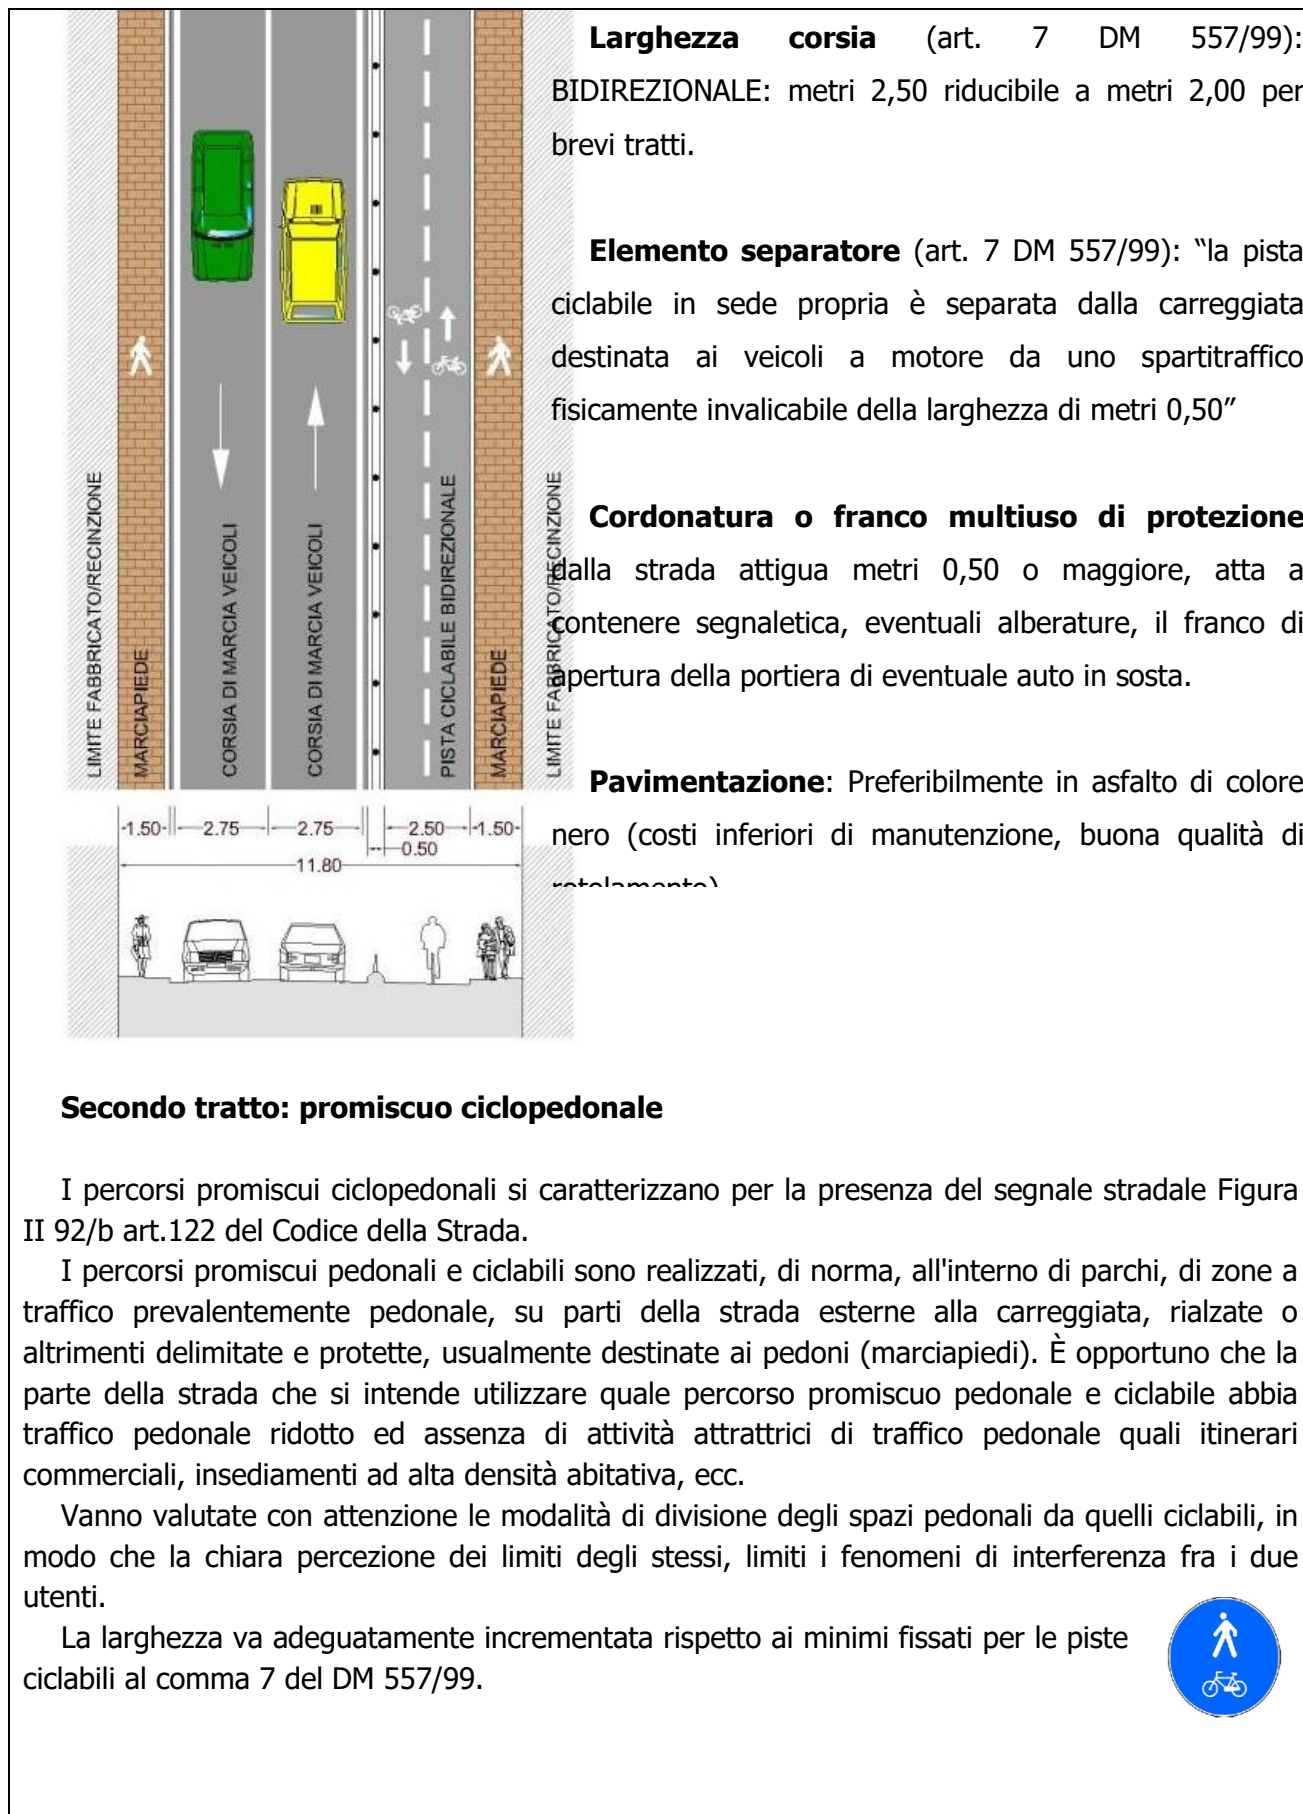 Larghezza corsia (art. 7 DM 557/99):
BIDIREZIONALE: metri 2,50 riducibile a metri 2,00 per
brevi tratti.
Elemento separatore (art. 7 DM 557/99): “la pista
ciclabile in sede propria è separata dalla carreggiata
destinata ai veicoli a motore da uno spartitraffico
fisicamente invalicabile della larghezza di metri 0,50”
Cordonatura o franco multiuso di protezione
dalla strada attigua metri 0,50 o maggiore, atta a
contenere segnaletica, eventuali alberature, il franco di
apertura della portiera di eventuale auto in sosta.
Pavimentazione: Preferibilmente in asfalto di colore
nero (costi inferiori di manutenzione, buona qualità di
rotolamento)
LIMITE FABBRICATO/RECINZIONE
MARCIAPIEDE
CORSIA DI MARCIA VEICOLI
CORSIA DI MARCIA VEICOLI
PISTA CICLABILE BIDIREZIONALE
MARCIAPIEDE
LIMITE FABBRICATO/RECINZIONE
1.50 2.75 2.75 2.50 1.50
0.50
11.80
Secondo tratto: promiscuo ciclopedonale
I percorsi promiscui ciclopedonali si caratterizzano per la presenza del segnale stradale Figura
II 92/b art.122 del Codice della Strada.
I percorsi promiscui pedonali e ciclabili sono realizzati, di norma, all'interno di parchi, di zone a
traffico prevalentemente pedonale, su parti della strada esterne alla carreggiata, rialzate o
altrimenti delimitate e protette, usualmente destinate ai pedoni (marciapiedi). È opportuno che la
parte della strada che si intende utilizzare quale percorso promiscuo pedonale e ciclabile abbia
traffico pedonale ridotto ed assenza di attività attrattrici di traffico pedonale quali itinerari
commerciali, insediamenti ad alta densità abitativa, ecc.
Vanno valutate con attenzione le modalità di divisione degli spazi pedonali da quelli ciclabili, in
modo che la chiara percezione dei limiti degli stessi, limiti i fenomeni di interferenza fra i due
utenti.
La larghezza va adeguatamente incrementata rispetto ai minimi fissati per le piste
ciclabili al comma 7 del DM 557/99.